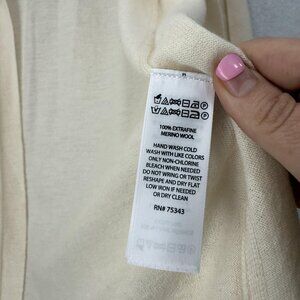 100% EXTRAFINE
MERINO WOOL
HAND WASH COLD
WASH WITH LIKE COLORS
ONLY NON-CHLORINE
BLEACH WHEN NEEDED
DO NOT WRING OR TWIST
RESHAPE AND DRY FLAT
LOW IRON IF NEEDED
OR DRY CLEAN
RN# 75343